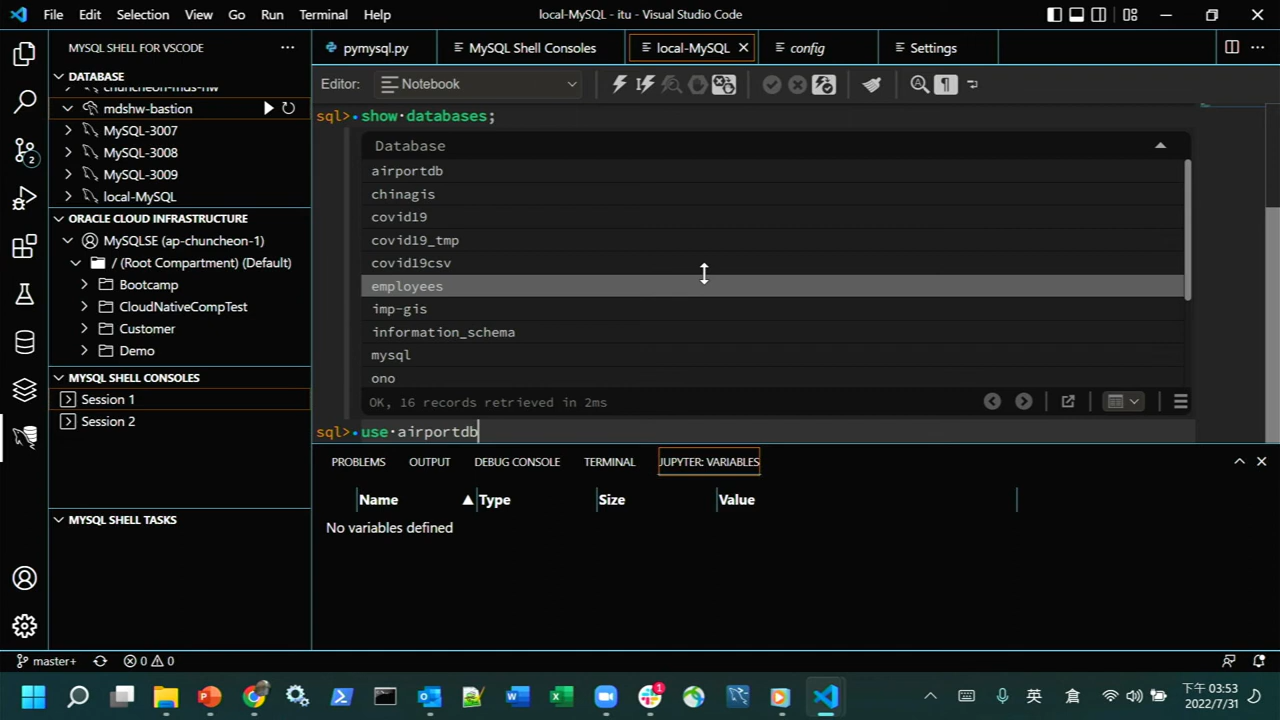 File Edit Selection View Go Run Terminal Help
local-MySQL - itu - Visual Studio Code
MYSQL SHELL FOR VSCODE
pymysql.py
MySQL Shell Consoles
local-MySQL
config
Settings
DATABASE
mdshw-bastion
MySQL-3007
MySQL-3008
MySQL-3009
local-MySQL
ORACLE CLOUD INFRASTRUCTURE
MySQLSE (ap-chuncheon-1)
/ (Root Compartment) (Default)
Bootcamp
CloudNativeCompTest
Customer
Demo
MYSQL SHELL CONSOLES
Session 1
Session 2
MYSQL SHELL TASKS
2
Editor: Notebook
sql> show·databases;
Database
airportdb
chinagis
covid19
covid19_tmp
covid19csv
employees
imp-gis
information_schema
mysql
ono
OK, 16 records retrieved in 2ms
sql> use·airportdb
PROBLEMS OUTPUT DEBUG CONSOLE TERMINAL JUPYTER: VARIABLES
Name Type Size Value
No variables defined
master+ 0 0
1
英
倉
下午 03:53
2022/7/31